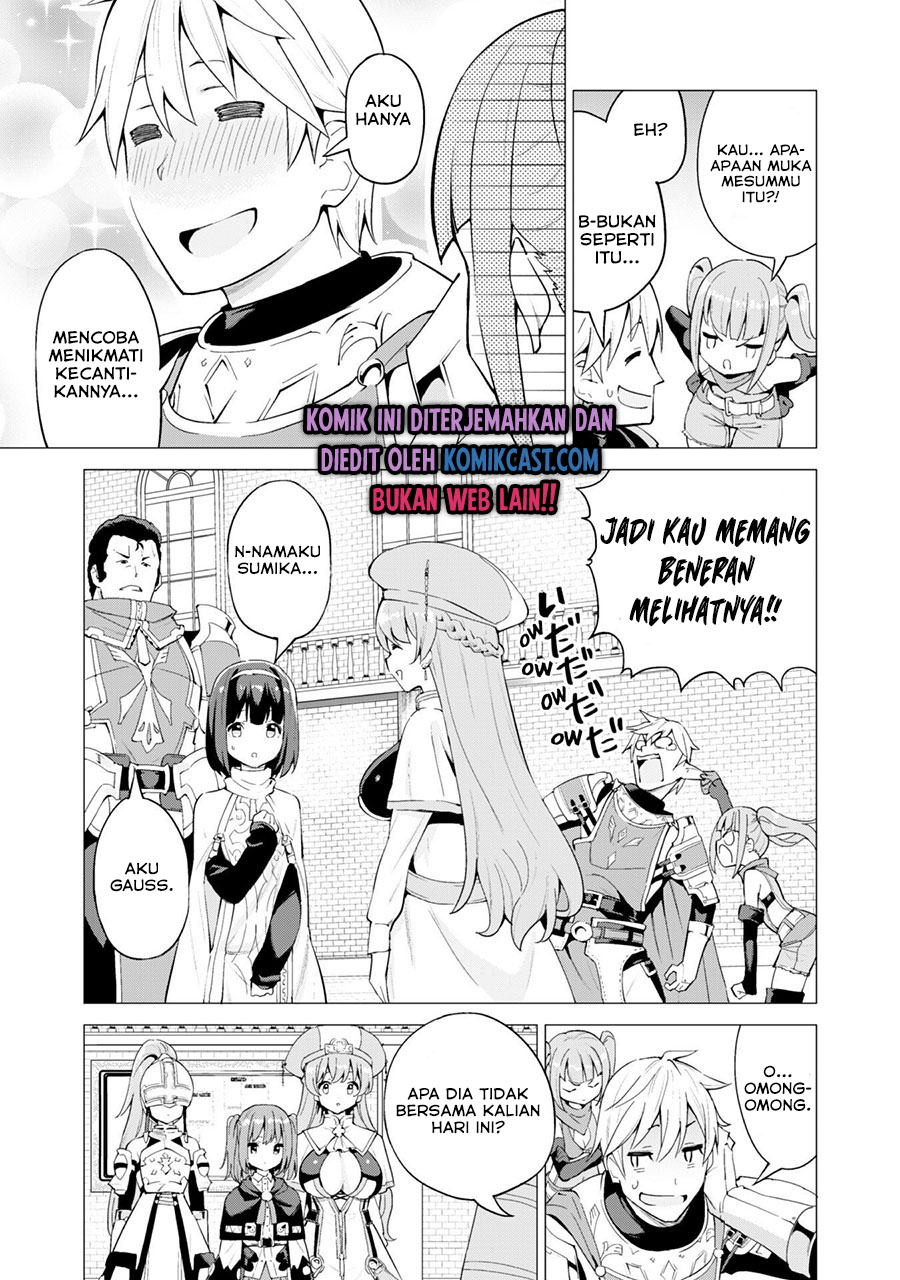 KAU... APA-
APAAN MUKA
MESUMMU
ITU?!
EH?
B-BUKAN
SEPERTI
ITU...
AKU
HANYA
MENCOBA
MENIKMATI
KECANTI-
KANNYA...
KOMIK INI DITERJEMAHKAN DAN
DIEDIT OLEH KOMIKCAST.COM
BUKAN WEB LAIN!!
JADI KAU MEMANG
BENERAN
MELIHATNYA!!
いだだだだ
OW
OW
OW
OW
N-NAMAKU
SUMIKA...
AKU
GAUSS.
O...
OMONG-
OMONG.
APA DIA TIDAK
BERSAMA KALIAN
HARI INI?